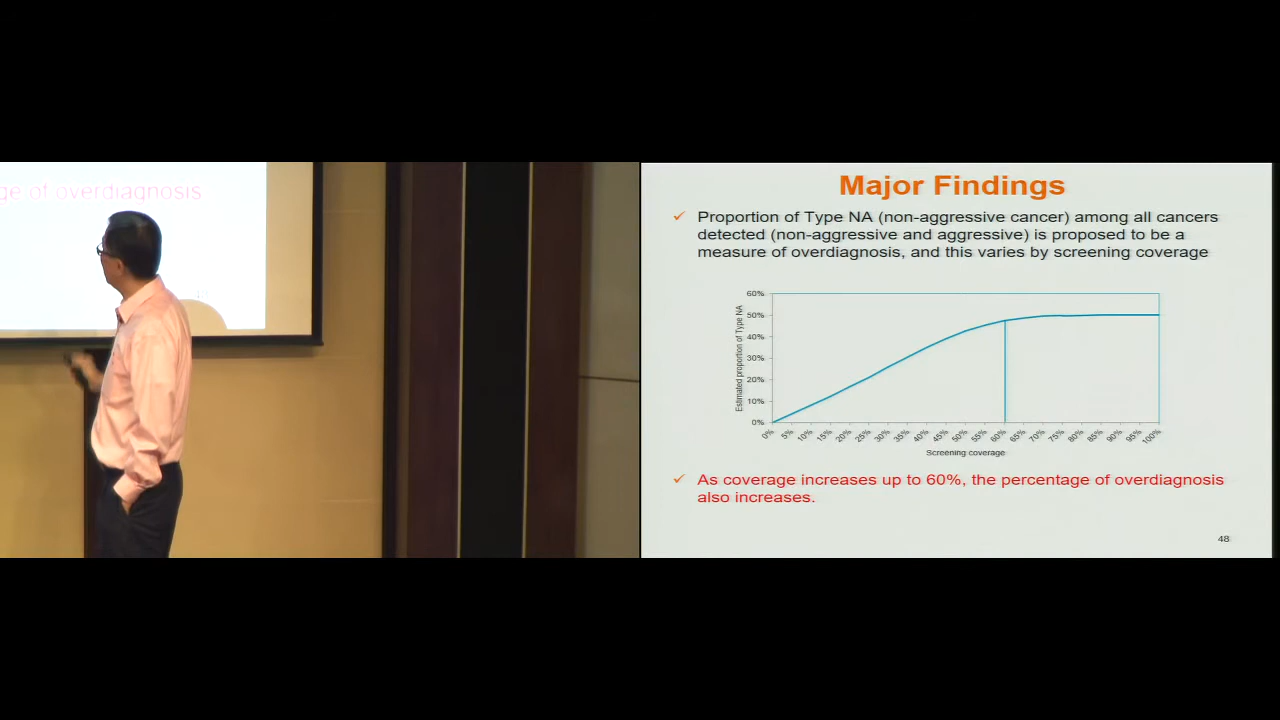 ge of overdiagnosis
Major Findings
✓ Proportion of Type NA (non-aggressive cancer) among all cancers
detected (non-aggressive and aggressive) is proposed to be a
measure of overdiagnosis, and this varies by screening coverage
60%
50%
40%
30%
20%
10%
0%
Estimated proportion of Type NA
0% 5% 10% 15% 20% 25% 30% 35% 40% 45% 50% 55% 60% 65% 70% 75% 80% 85% 90% 95% 100%
Screening coverage
✓ As coverage increases up to 60%, the percentage of overdiagnosis
also increases.
48